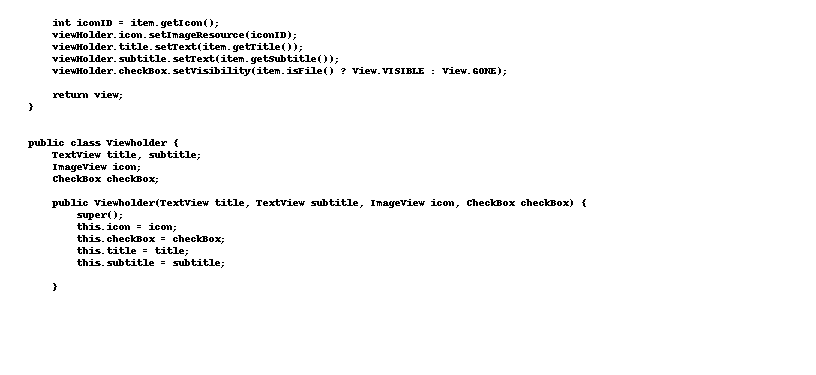 int iconID = item.getIcon();
viewHolder.icon.setImageResource(iconID);
viewHolder.title.setText(item.getTitle());
viewHolder.subtitle.setText(item.getSubtitle());
viewHolder.checkBox.setVisibility(item.isFile() ? View.VISIBLE : View.GONE);
return view;
}
public class Viewholder {
TextView title, subtitle;
ImageView icon;
CheckBox checkBox;
public Viewholder(TextView title, TextView subtitle, ImageView icon, CheckBox checkBox) {
super();
this.icon = icon;
this.checkBox = checkBox;
this.title = title;
this.subtitle = subtitle;
}